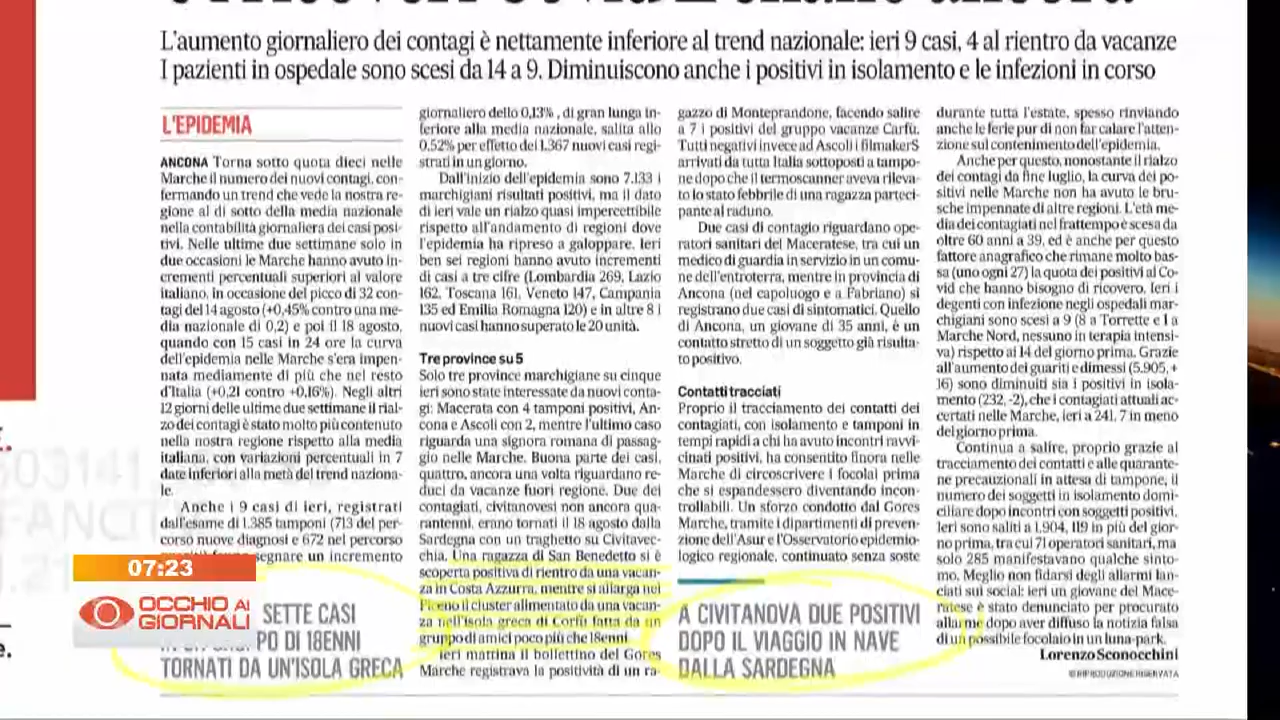 L'aumento giornaliero dei contagi è nettamente inferiore al trend nazionale: ieri 9 casi, 4 al rientro da vacanze
I pazienti in ospedale sono scesi da 14 a 9. Diminuiscono anche i positivi in isolamento e le infezioni in corso
L'EPIDEMIA
ANCONA Torna sotto quota dieci nelle
Marche il numero dei nuovi contagi, con-
fermando un trend che vede la nostra re-
gione al di sotto della media nazionale
nella contabilità giornaliera dei casi posi-
tivi. Nelle ultime due settimane solo in
due occasioni le Marche hanno avuto in-
crementi percentuali superiori al valore
italiano, in occasione del picco di 32 con-
tagi del 14 agosto (+0,45% contro una me-
dia nazionale di 0,2) e poi il 18 agosto,
quando con 15 casi in 24 ore la curva
dell'epidemia nelle Marche s'era impen-
nata mediamente di più che nel resto
d'Italia (+0,21 contro +0,16%). Negli altri
12 giorni delle ultime due settimane il rial-
zo dei contagi è stato molto più contenuto
nella nostra regione rispetto alla media
italiana, con variazioni percentuali in 7
date inferiori alla metà del trend naziona-
le.
Anche i 9 casi di ieri, registrati
dall'esame di 1.385 tamponi (713 del per-
corso nuove diagnosi e 672 nel percorso
segnare un incremento
SETTE CASI
PO DI 18ENNI
TORNATI DA UN'ISOLA GRECA
giornaliero dello 0,13%, di gran lunga in-
feriore alla media nazionale, salita allo
0,52% per effetto dei 1.367 nuovi casi regi-
strati in un giorno.
Dall'inizio dell'epidemia sono 7.133 i
marchigiani risultati positivi, ma il dato
di ieri vale un rialzo quasi impercettibile
rispetto all'andamento di regioni dove
l'epidemia ha ripreso a galoppare. Ieri
ben sei regioni hanno avuto incrementi
di casi a tre cifre (Lombardia 269, Lazio
162, Toscana 161, Veneto 147, Campania
135 ed Emilia Romagna 120) e in altre 8 i
nuovi casi hanno superato le 20 unità.
Tre province su 5
Solo tre province marchigiane su cinque
ieri sono state interessate da nuovi conta-
gi: Macerata con 4 tamponi positivi, An-
cona e Ascoli con 2, mentre l'ultimo caso
riguarda una signora romana di passag-
gio nelle Marche. Buona parte dei casi,
quattro, ancora una volta riguardano re-
duci da vacanze fuori regione. Due dei
contagiati, civitanovesi non ancora qua-
rantenni, erano tornati il 18 agosto dalla
Sardegna con un traghetto su Civitavec-
chia. Una ragazza di San Benedetto si è
scoperta positiva di rientro da una vacan-
za in Costa Azzurra, mentre si allarga nel
Piceno il cluster alimentato da una vacan-
za nell'isola greca di Corfù fatta da un
gruppo di amici poco più che 18enni.
Ieri mattina il bollettino del Gores
Marche registrava la positività di un ra-
gazzo di Monteprandone, facendo salire
a 7 i positivi del gruppo vacanze Carfù.
Tutti negativi invece ad Ascoli i filmakerS
arrivati da tutta Italia sottoposti a tampo-
ne dopo che il termoscanner aveva rileva-
to lo stato febbrile di una ragazza parteci-
pante al raduno.
Due casi di contagio riguardano ope-
ratori sanitari del Maceratese, tra cui un
medico di guardia in servizio in un comu-
ne dell'entroterra, mentre in provincia di
Ancona (nel capoluogo e a Fabriano) si
registrano due casi di sintomatici. Quello
di Ancona, un giovane di 35 anni, è un
contatto stretto di un soggetto già risulta-
to positivo.
Contatti tracciati
Proprio il tracciamento dei contatti dei
contagiati, con isolamento e tamponi in
tempi rapidi a chi ha avuto incontri ravvi-
cinati positivi, ha consentito finora nelle
Marche di circoscrivere i focolai prima
che si espandessero diventando incon-
trollabili. Un sforzo condotto dal Gores
Marche, tramite i dipartimenti di preven-
zione dell'Asur e l'Osservatorio epidemio-
logico regionale, continuato senza soste
A CIVITANOVA DUE POSITIVI
DOPO IL VIAGGIO IN NAVE
DALLA SARDEGNA
durante tutta l'estate, spesso rinviando
anche le ferie pur di non far calare l'atten-
zione sul contenimento dell'epidemia.
Anche per questo, nonostante il rialzo
dei contagi da fine luglio, la curva dei po-
sitivi nelle Marche non ha avuto le bru-
sche impennate di altre regioni. L'età me-
dia dei contagiati nel frattempo è scesa da
oltre 60 anni a 39, ed è anche per questo
fattore anagrafico che rimane molto bas-
sa (uno ogni 27) la quota dei positivi al Co-
vid che hanno bisogno di ricovero. Ieri i
degenti con infezione negli ospedali mar-
chigiani sono scesi a 9 (8 a Torrette e 1 a
Marche Nord, nessuno in terapia intensi-
va) rispetto ai 14 del giorno prima. Grazie
all'aumento dei guariti e dimessi (5.905, +
16) sono diminuiti sia i positivi in isola-
mento (232, -2), che i contagiati attuali ac-
certati nelle Marche, ieri a 241, 7 in meno
del giorno prima.
Continua a salire, proprio grazie al
tracciamento dei contatti e alle quarante-
ne precauzionali in attesa di tampone, il
numero dei soggetti in isolamento domi-
ciliare dopo incontri con soggetti positivi.
Ieri sono saliti a 1.904, 119 in più del gior-
no prima, tra cui 71 operatori sanitari, ma
solo 285 manifestavano qualche sinto-
mo. Meglio non fidarsi degli allarmi lan-
ciati sui social: ieri un giovane del Mace-
ratese è stato denunciato per procurato
allarme dopo aver diffuso la notizia falsa
di un possibile focolaio in un luna-park.
Lorenzo Sconocchini
© RIPRODUZIONE RISERVATA
07:23
OCCHIO AI
GIORNALI